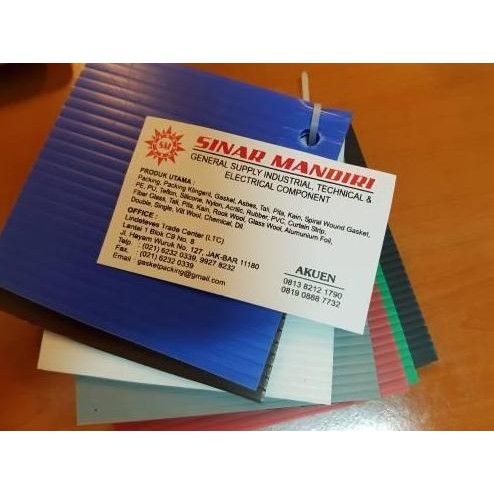 SM
SINAR MANDIRI
GENERAL SUPPLY INDUSTRIAL, TECHNICAL &
ELECTRICAL COMPONENT
PRODUK UTAMA :
Packing, Packing Klingerit, Gasket, Asbes, Tali, Pita, Kain, Spiral Wound Gasket,
PE, PU, Teflon, Silicone, Nylon, Acrilic, Rubber, PVC, Curtain Strip,
Fiber Glass, Tali, Pita, Kain, Rock Wool, Glass Wool, Alumunium Foil,
Double, Single, Vilt Wool, Chemical, Dll.
OFFICE :
Lindeteves Trade Center (LTC)
Lantai 1 Blok C9 No. 8
Jl. Hayam Wuruk No. 127, JAK-BAR 11180
Telp. : (021) 6232 0339, 9927 8232
Fax. : (021) 6232 0339
Email : gasketpacking@gmail.com
AKUEN
0813 8212 1790
0819 0888 7732